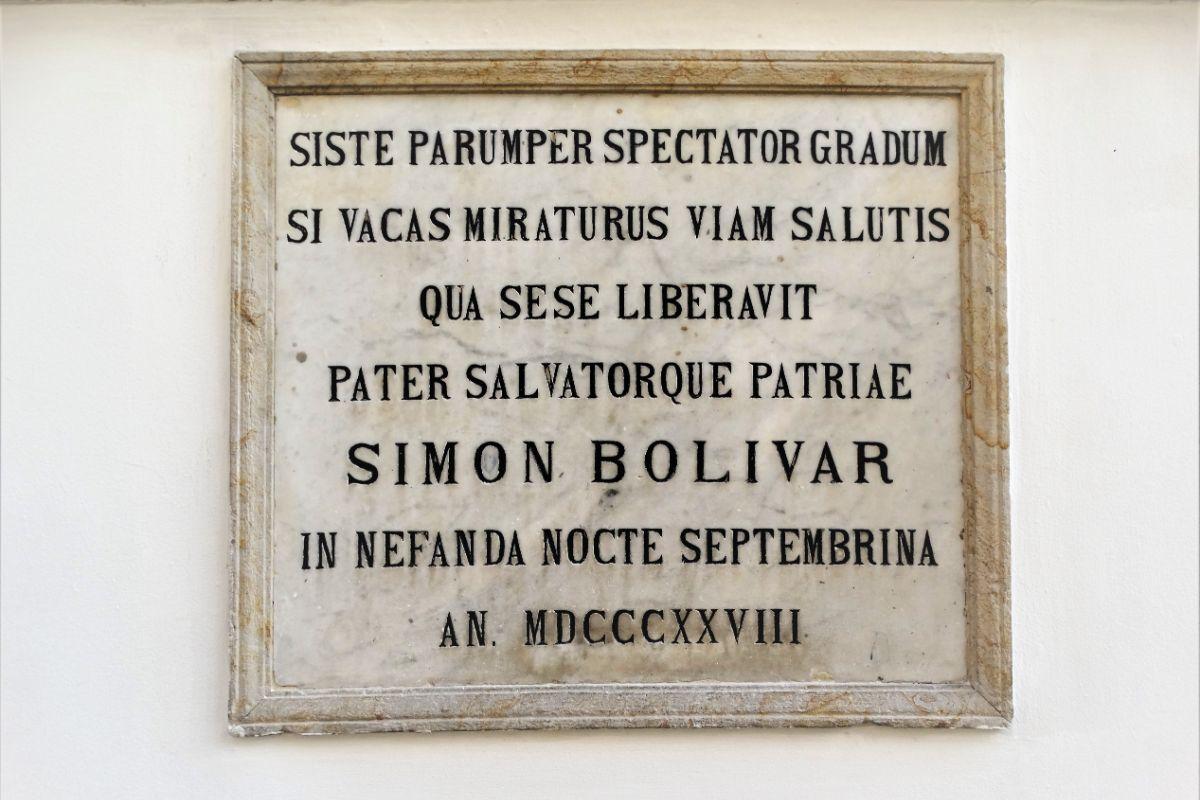 SISTE PARUMPER SPECTATOR GRADUM
SI VACAS MIRATURUS VIAM SALUTIS
QUA SESE LIBERAVIT
PATER SALVATORQUE PATRIAE
SIMON BOLIVAR
IN NEFANDA NOCTE SEPTEMBRINA
AN. MDCCCXXVIII